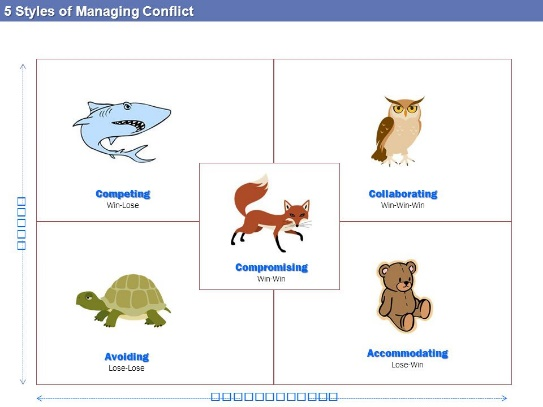 5 Styles of Managing Conflict
Competing
Win-Lose
Collaborating
Win-Win-Win
Compromising
Win-Win
Avoiding
Lose-Lose
Accommodating
Lose-Win